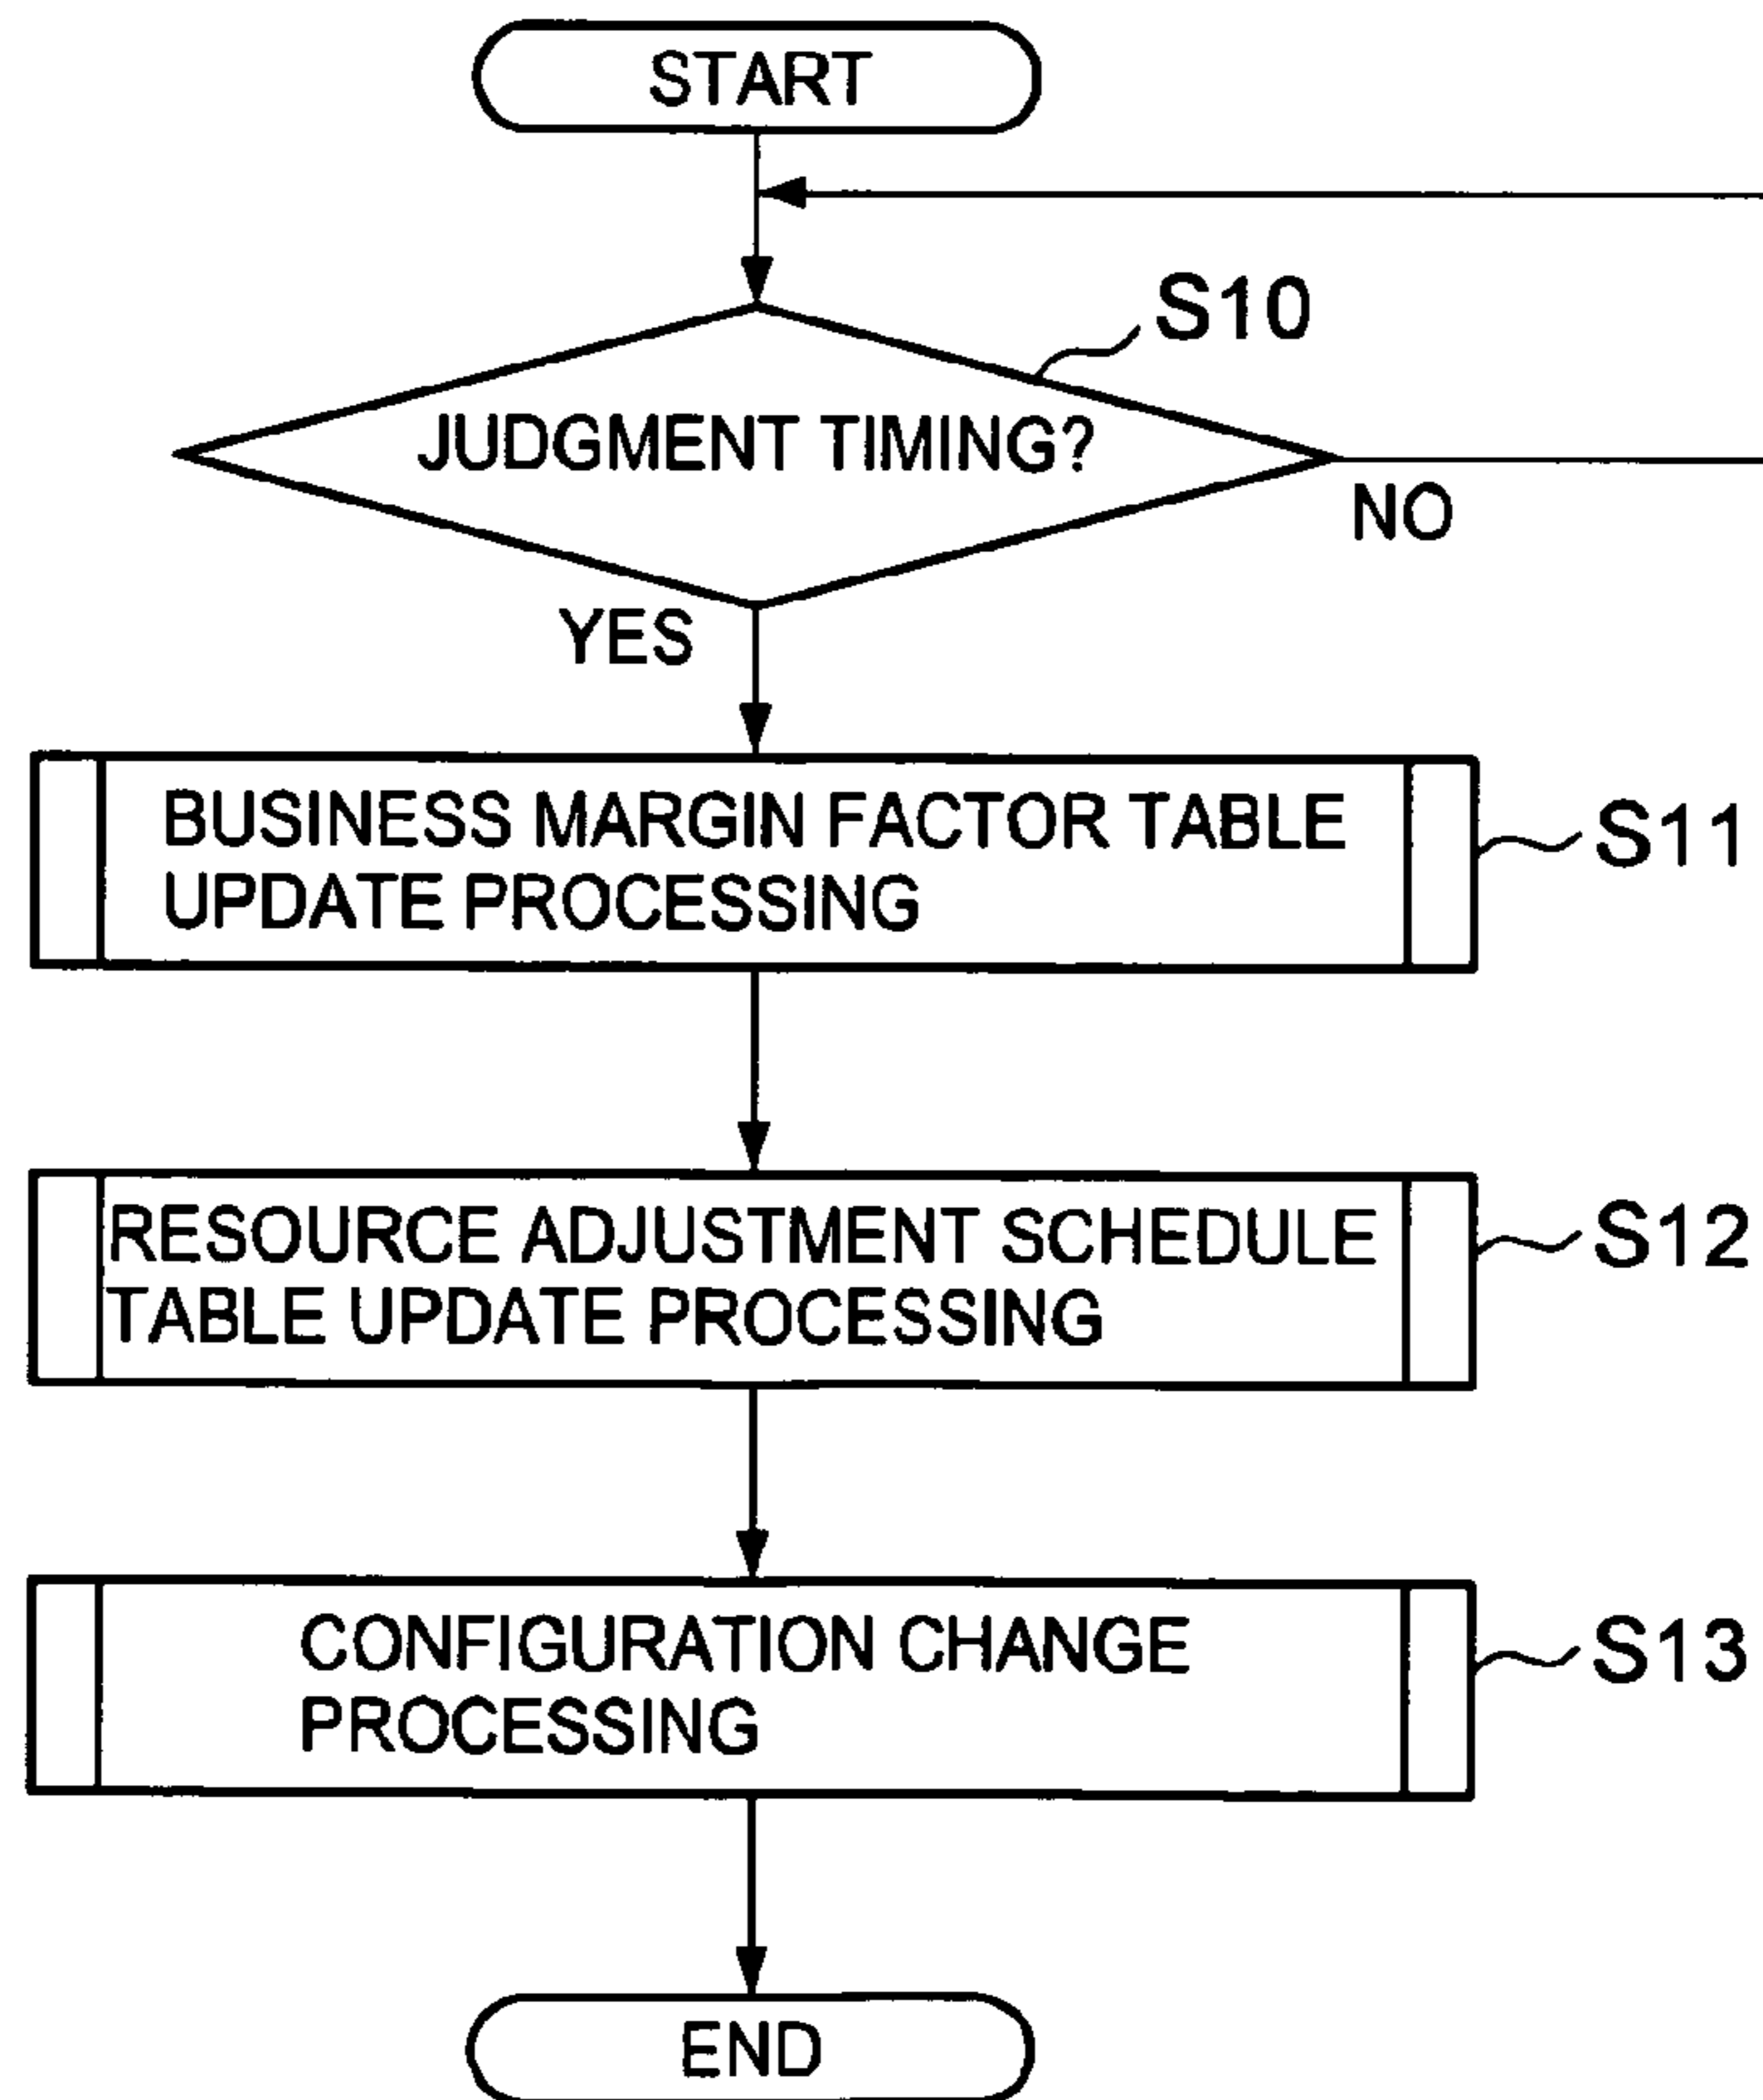 START
S10
JUDGMENT TIMING?
NO
YES
BUSINESS MARGIN FACTOR TABLE
UPDATE PROCESSING
S11
RESOURCE ADJUSTMENT SCHEDULE
TABLE UPDATE PROCESSING
S12
CONFIGURATION CHANGE
PROCESSING
S13
END